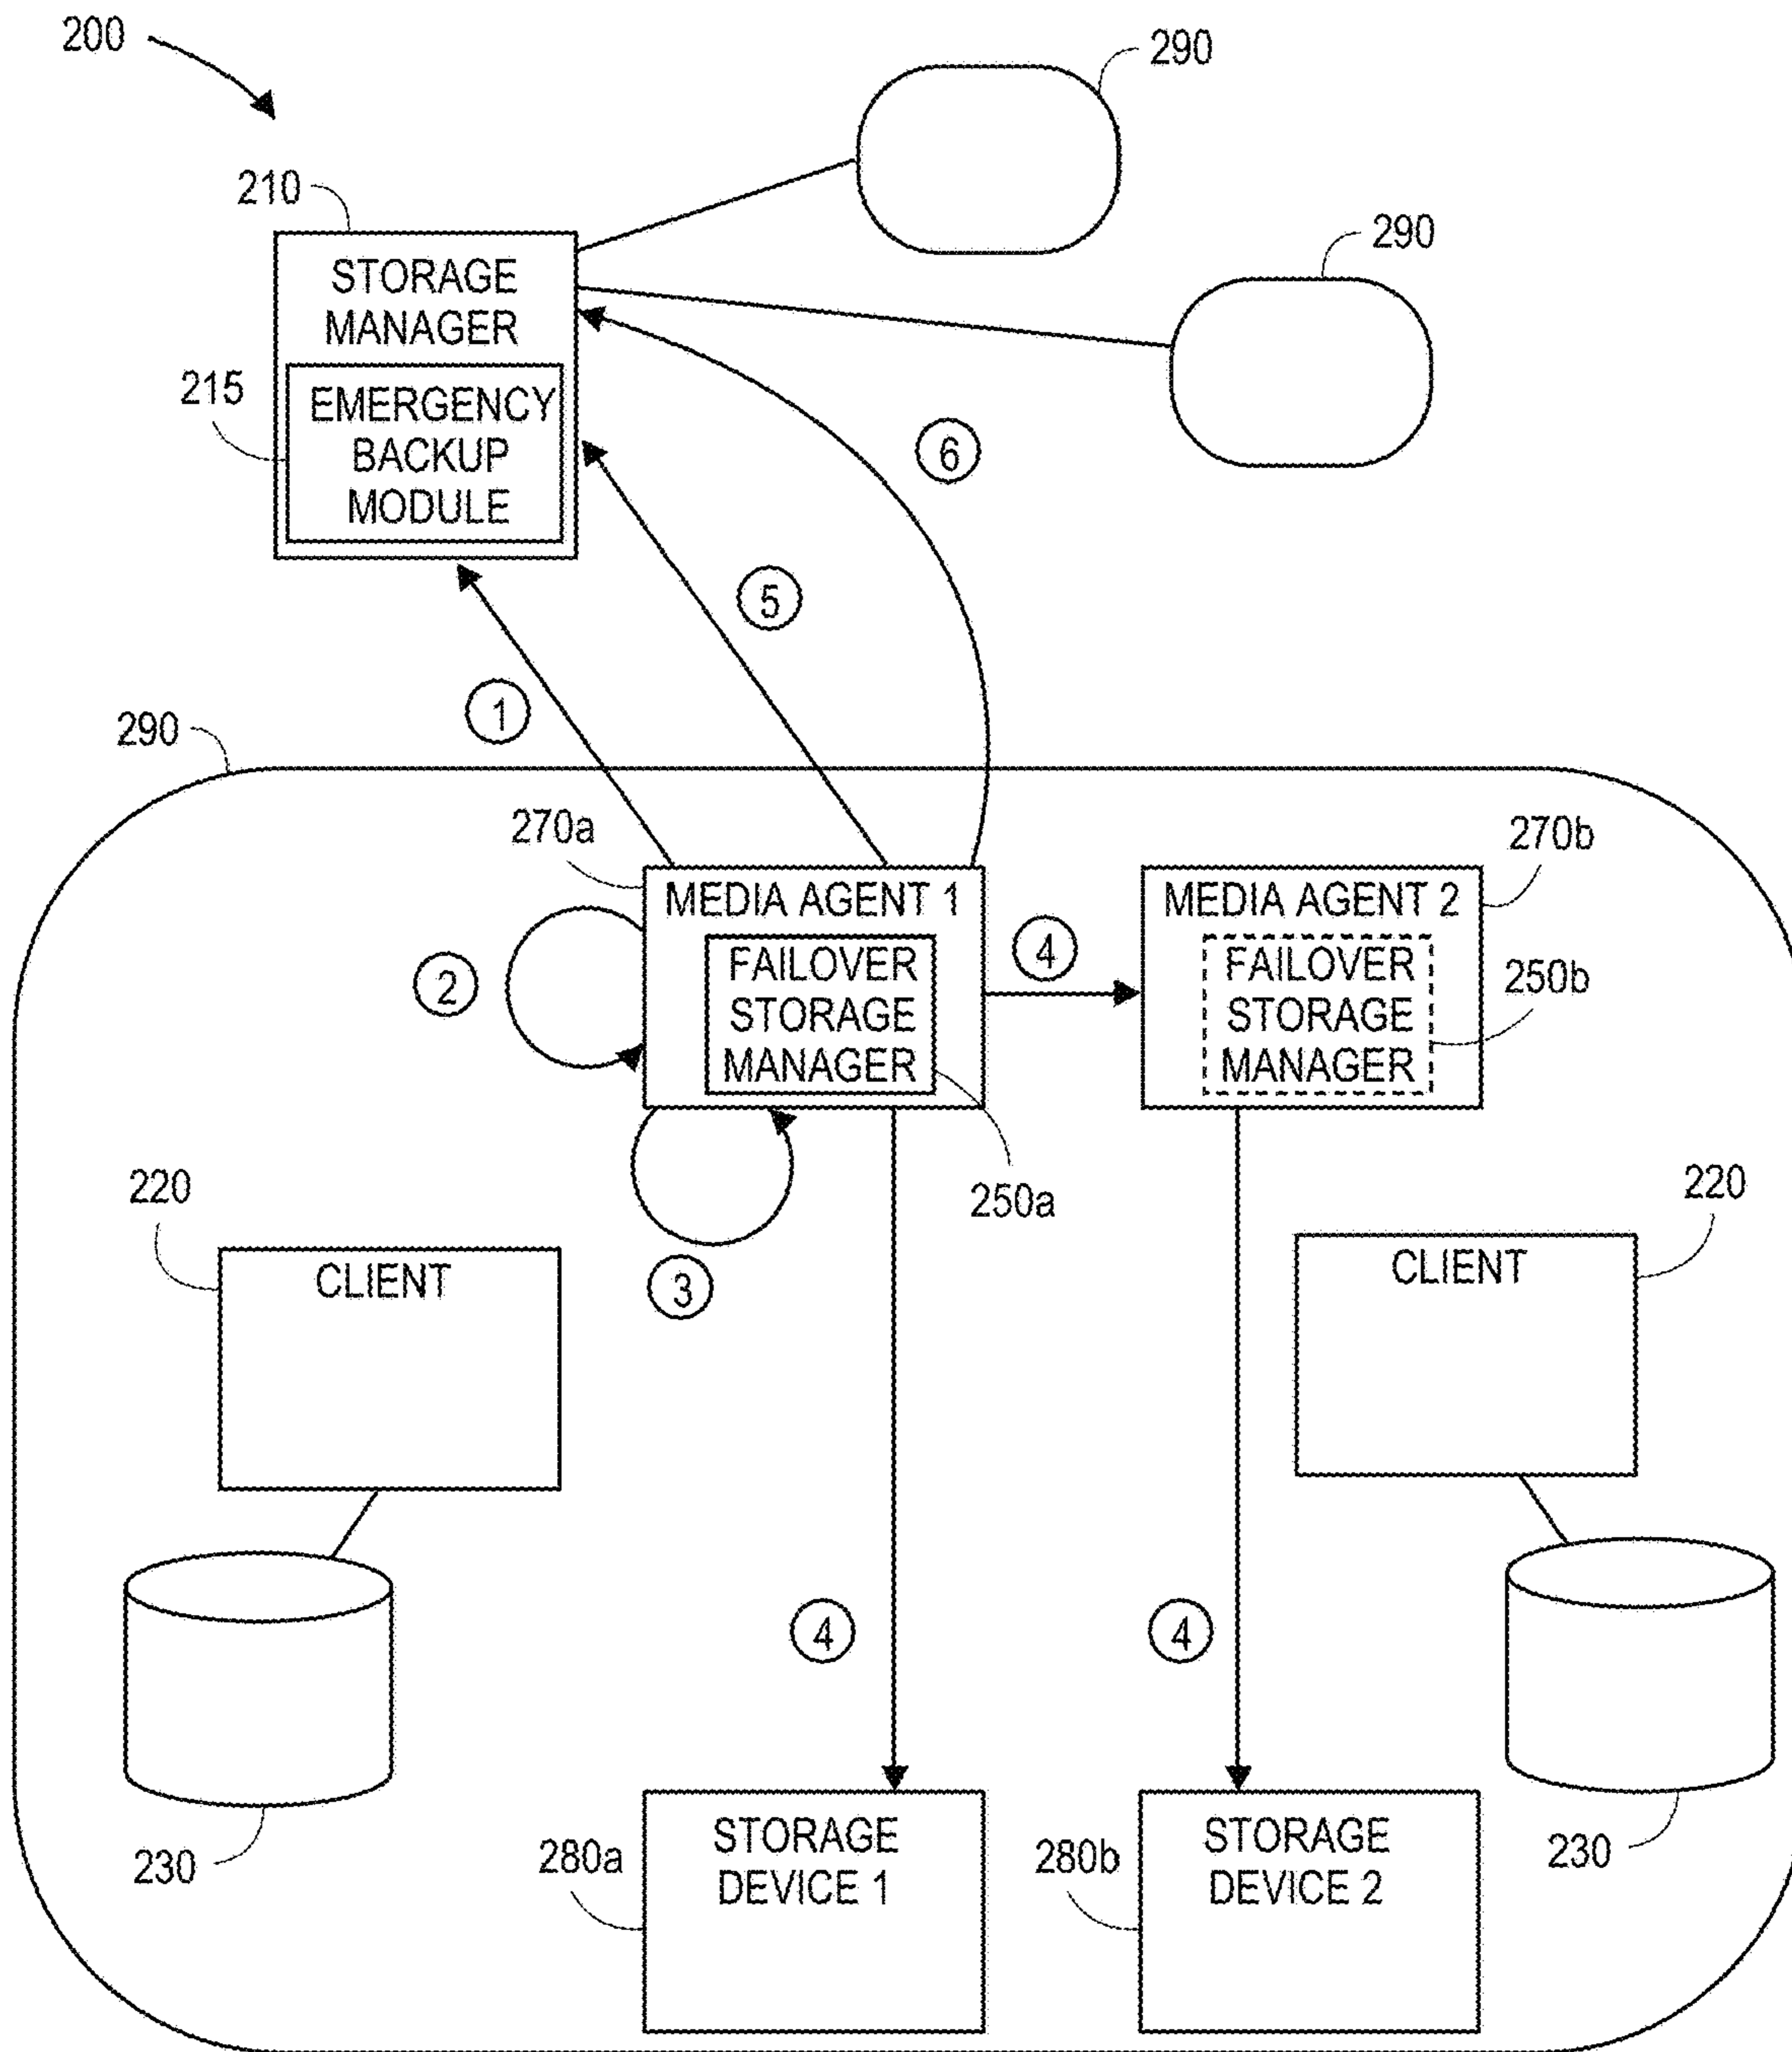 200
290
210
290
STORAGE
MANAGER
215
EMERGENCY
BACKUP
MODULE
6
5
1
290
270a
270b
MEDIA AGENT 1
MEDIA AGENT 2
4
2
FAILOVER
STORAGE
MANAGER
FAILOVER
STORAGE
MANAGER
250b
250a
220
220
CLIENT
CLIENT
3
4
4
230
230
280a
STORAGE
DEVICE 1
280b
STORAGE
DEVICE 2